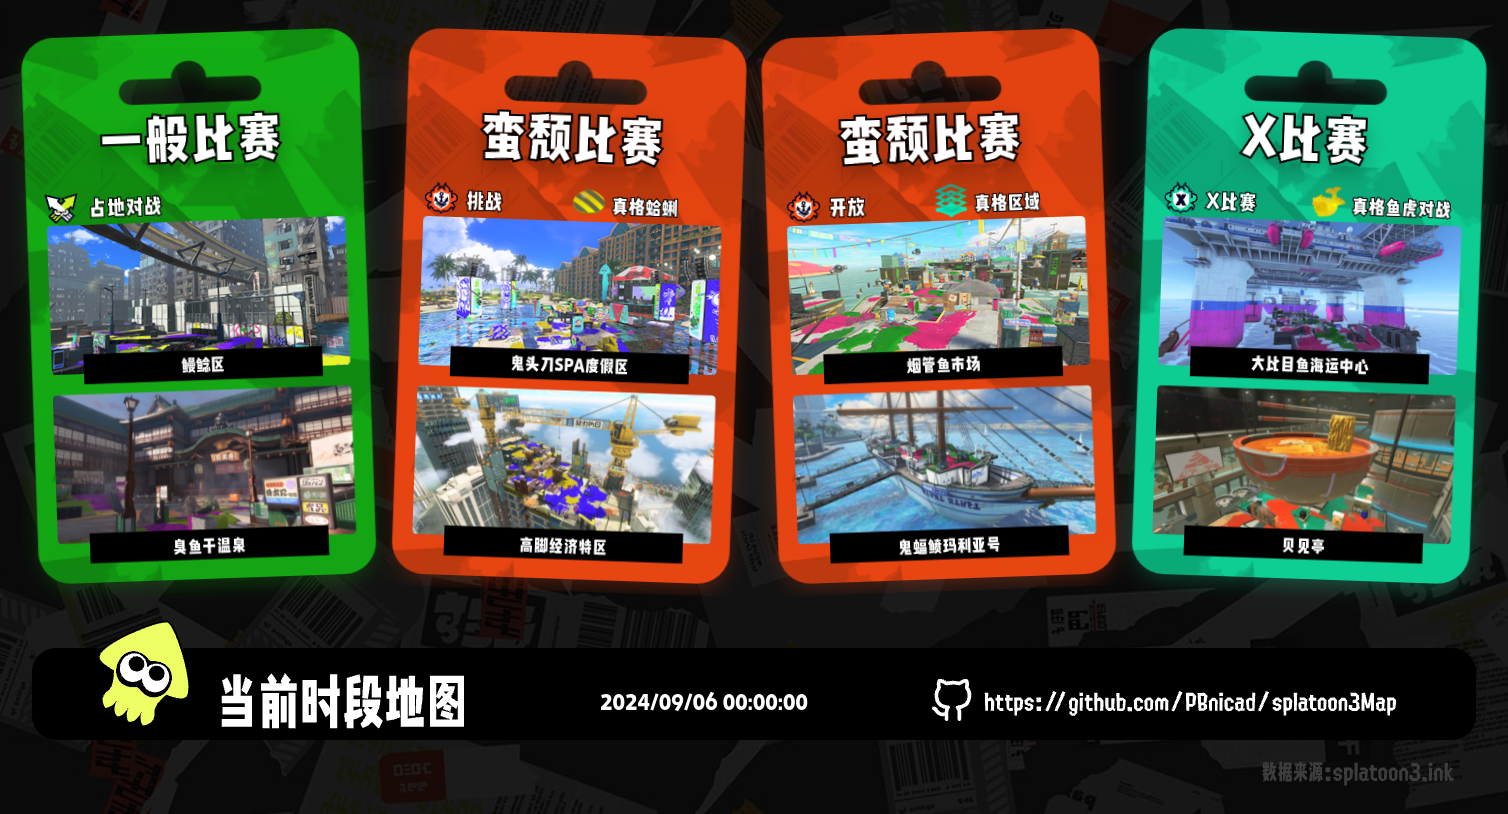 一般比赛
占地对战
鳗鲶区
臭鱼干温泉
蛮颓比赛
挑战
真格蛤蜊
鬼头刀SPA度假区
高脚经济特区
蛮颓比赛
开放
真格区域
烟管鱼市场
鬼蝠鲼玛利亚号
X比赛
X比赛
真格鱼虎对战
大比目鱼海运中心
贝见亭
当前时段地图
2024/09/06 00:00:00
https://github.com/PBnicad/splatoon3Map
数据来源:splatoon3.ink